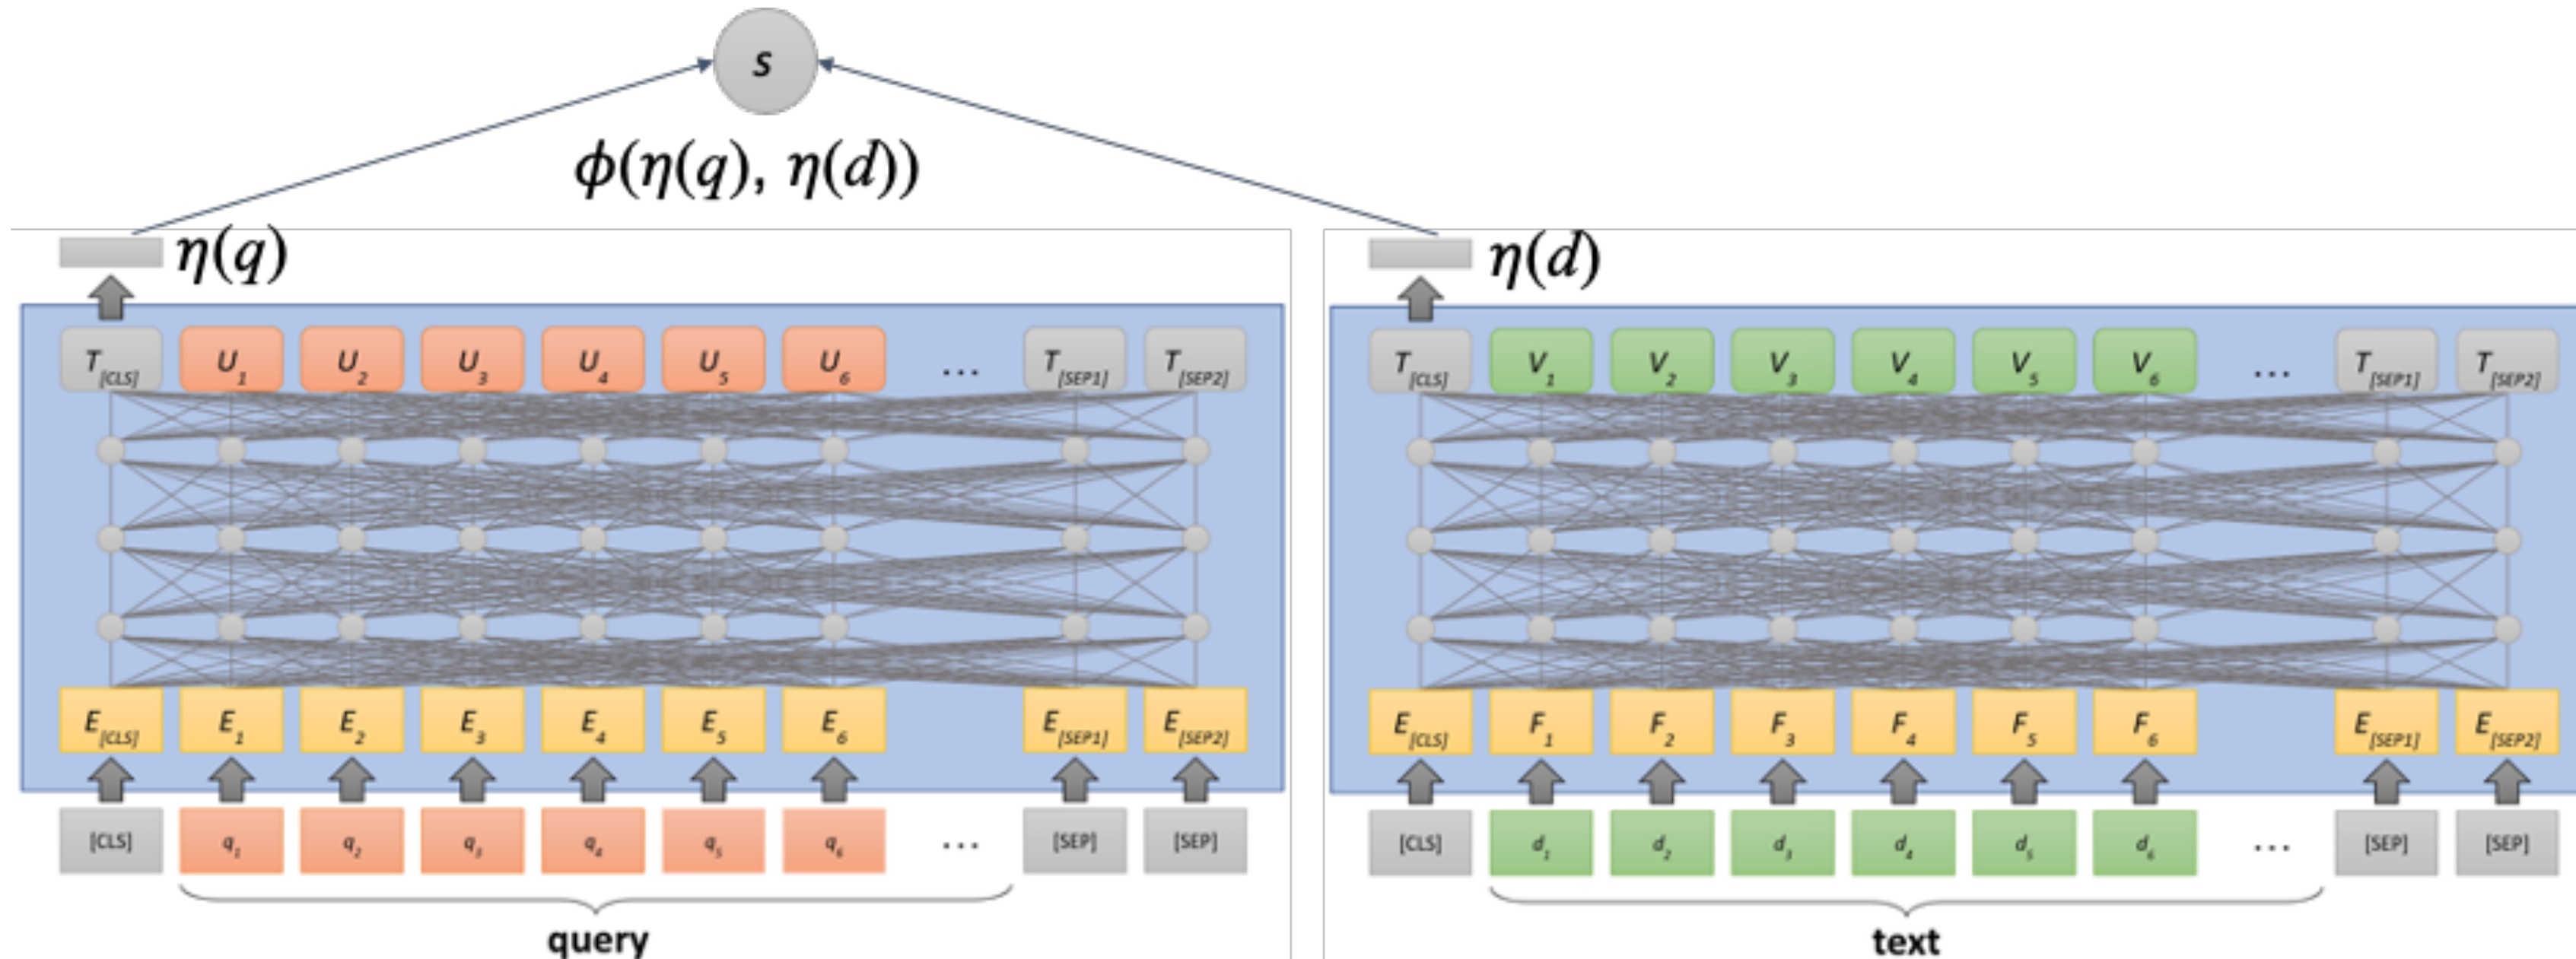 s
ϕ(η(q), η(d))
η(q) η(d)
T[CLS] U1 U2 U3 U4 U5 U6 ... T[SEP1] T[SEP2] T[CLS] V1 V2 V3 V4 V5 V6 ... T[SEP1] T[SEP2]
E[CLS] E1 E2 E3 E4 E5 E6 E[SEP1] E[SEP2] E[CLS] F1 F2 F3 F4 F5 F6 E[SEP1] E[SEP2]
[CLS] q1 q2 q3 q4 q5 q6 ... [SEP] [SEP] [CLS] d1 d2 d3 d4 d5 d6 ... [SEP] [SEP]
query text